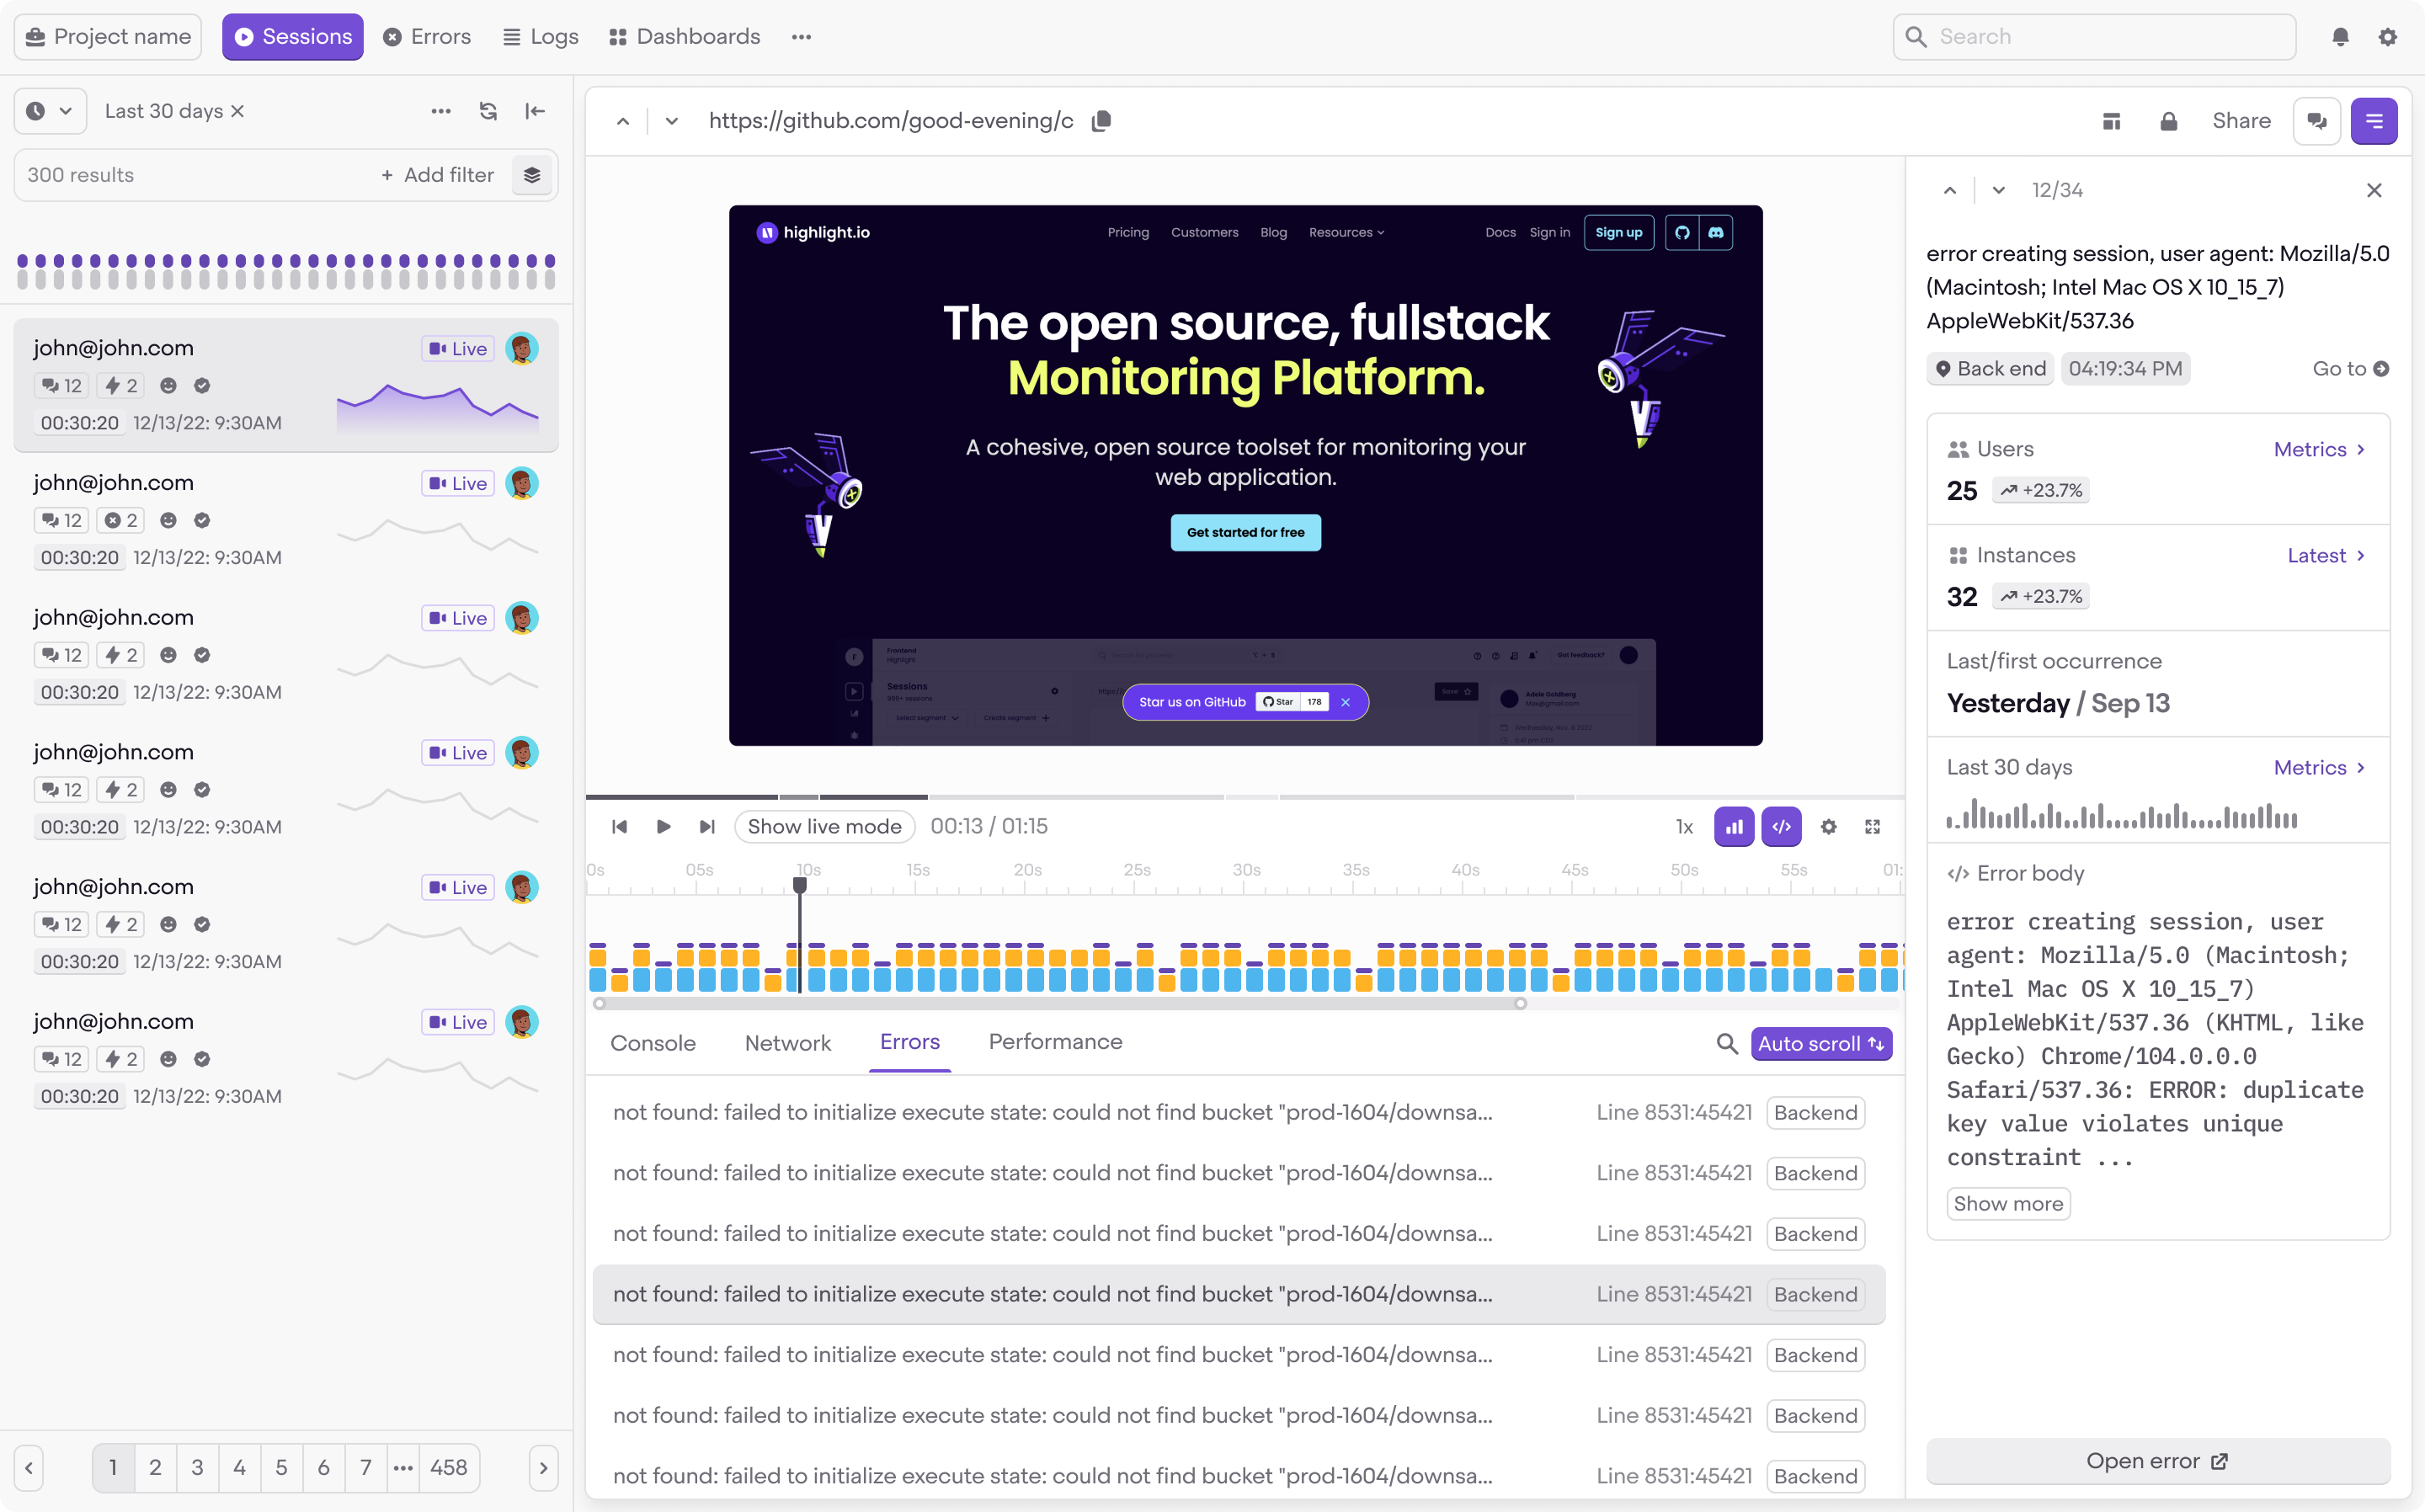 Project name
Sessions
Errors
Logs
Dashboards
Search
Last 30 days
300 results
+ Add filter
john@john.com
Live
12
2
00:30:20
12/13/22: 9:30AM
john@john.com
Live
12
2
00:30:20
12/13/22: 9:30AM
john@john.com
Live
12
2
00:30:20
12/13/22: 9:30AM
john@john.com
Live
12
2
00:30:20
12/13/22: 9:30AM
john@john.com
Live
12
2
00:30:20
12/13/22: 9:30AM
john@john.com
Live
12
2
00:30:20
12/13/22: 9:30AM
1 2 3 4 5 6 7 ••• 458
https://github.com/good-evening/c
Share
highlight.io
Pricing
Customers
Blog
Resources
Docs
Sign in
Sign up
The open source, fullstack
Monitoring Platform.
A cohesive, open source toolset for monitoring your
web application.
Get started for free
F
Frontend
Highlight
Got feedback?
Sessions
999+ sessions
Select segment
Create segment +
https://
Save
Adele Goldberg
Star us on GitHub
Star
178
Show live mode
00:13 / 01:15
1x
0s 05s 10s 15s 20s 25s 30s 35s 40s 45s 50s 55s 01:
Console
Network
Errors
Performance
Auto scroll
not found: failed to initialize execute state: could not find bucket "prod-1604/downsa...
Line 8531:45421
Backend
not found: failed to initialize execute state: could not find bucket "prod-1604/downsa...
Line 8531:45421
Backend
not found: failed to initialize execute state: could not find bucket "prod-1604/downsa...
Line 8531:45421
Backend
not found: failed to initialize execute state: could not find bucket "prod-1604/downsa...
Line 8531:45421
Backend
not found: failed to initialize execute state: could not find bucket "prod-1604/downsa...
Line 8531:45421
Backend
not found: failed to initialize execute state: could not find bucket "prod-1604/downsa...
Line 8531:45421
Backend
not found: failed to initialize execute state: could not find bucket "prod-1604/downsa...
Line 8531:45421
Backend
12/34
error creating session, user agent: Mozilla/5.0
(Macintosh; Intel Mac OS X 10_15_7)
AppleWebKit/537.36
Back end
04:19:34 PM
Go to
Users
Metrics
25
+23.7%
Instances
Latest
32
+23.7%
Last/first occurrence
Yesterday / Sep 13
Last 30 days
Metrics
Error body
error creating session, user
agent: Mozilla/5.0 (Macintosh;
Intel Mac OS X 10_15_7)
AppleWebKit/537.36 (KHTML, like
Gecko) Chrome/104.0.0.0
Safari/537.36: ERROR: duplicate
key value violates unique
constraint ...
Show more
Open error